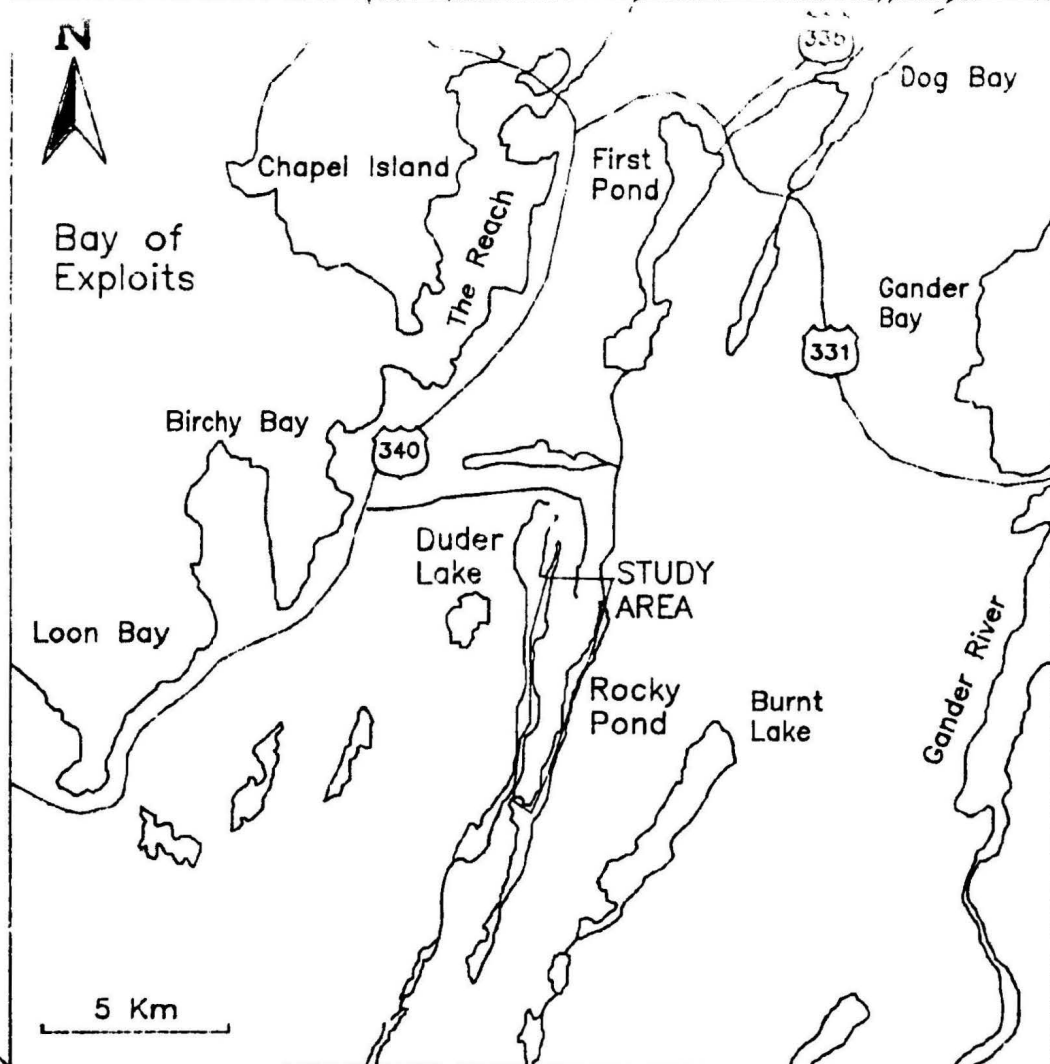 N
335
Dog Bay
Chapel Island
First
Pond
The Reach
Bay of
Exploits
Gander
Bay
331
Birchy Bay
340
Duder
Lake
STUDY
AREA
Loon Bay
Rocky
Pond
Burnt
Lake
Gander River
5 Km